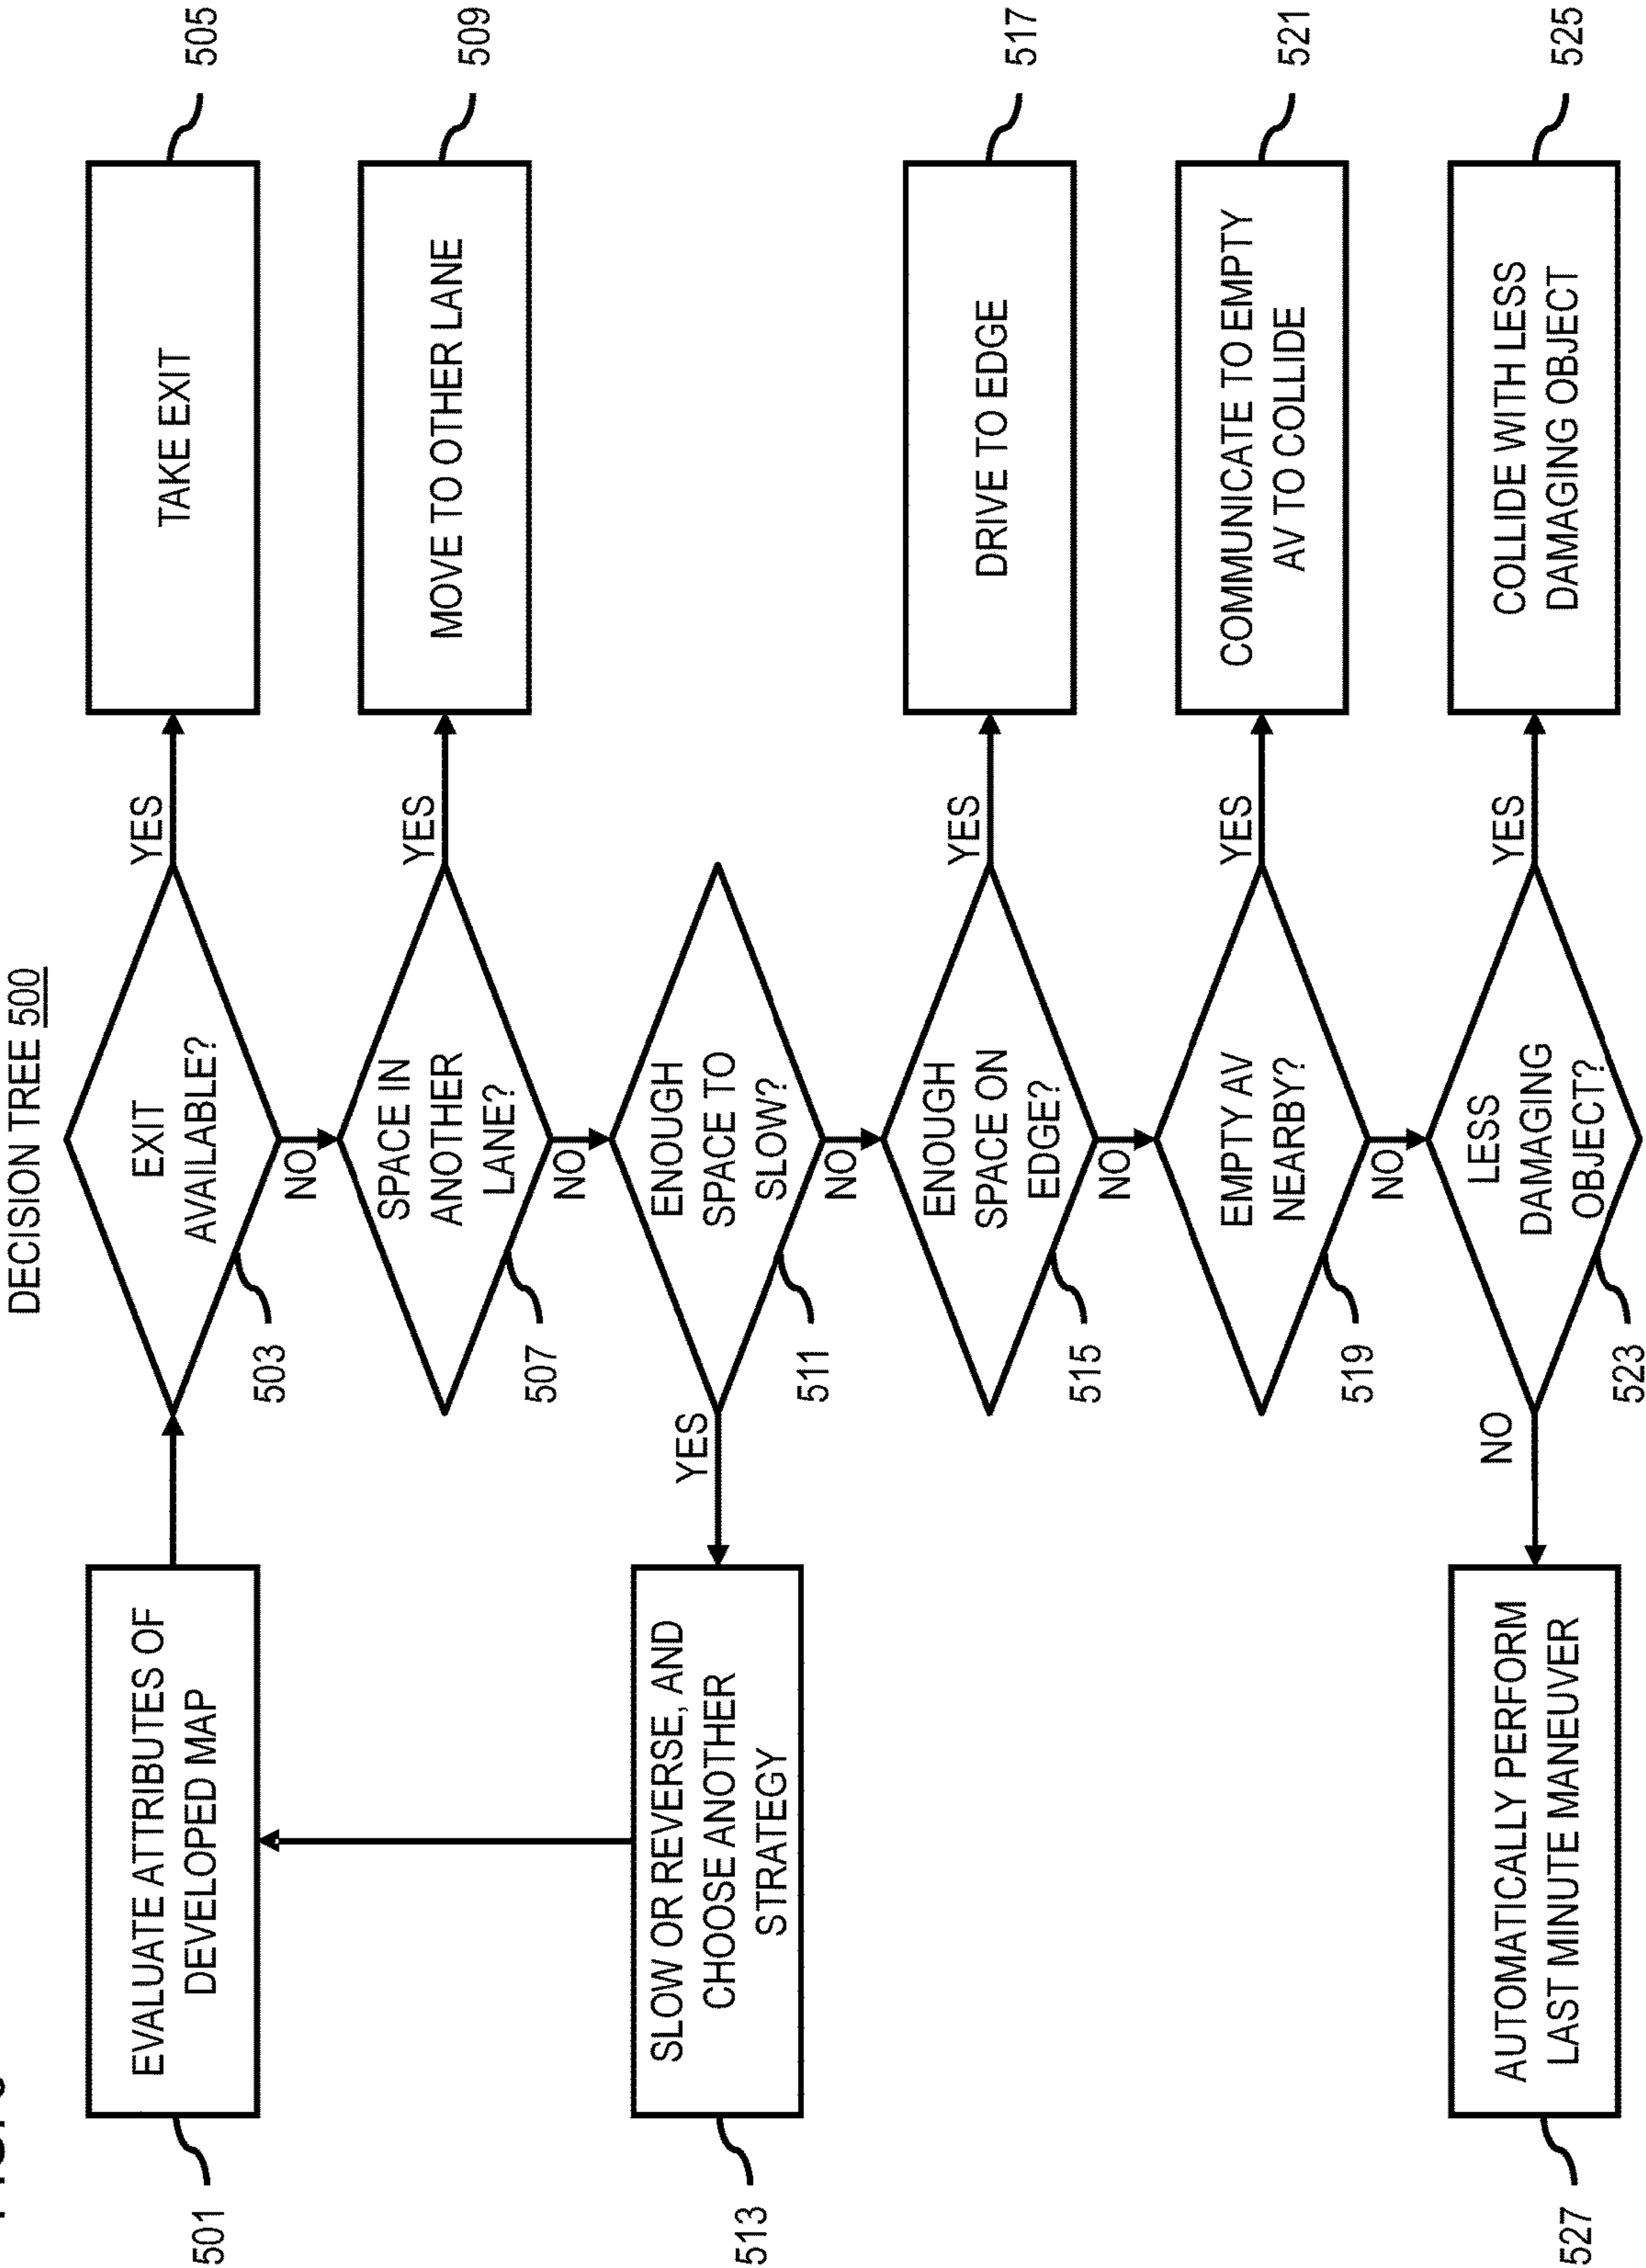 DECISION TREE 500
501
EVALUATE ATTRIBUTES OF
DEVELOPED MAP
EXIT
AVAILABLE?
503
YES
TAKE EXIT
505
NO
SPACE IN
ANOTHER
LANE?
507
YES
MOVE TO OTHER LANE
509
NO
ENOUGH
SPACE TO
SLOW?
511
YES
SLOW OR REVERSE, AND
CHOOSE ANOTHER
STRATEGY
513
NO
ENOUGH
SPACE ON
EDGE?
515
YES
DRIVE TO EDGE
517
NO
EMPTY AV
NEARBY?
519
YES
COMMUNICATE TO EMPTY
AV TO COLLIDE
521
NO
LESS
DAMAGING
OBJECT?
523
YES
COLLIDE WITH LESS
DAMAGING OBJECT
525
NO
AUTOMATICALLY PERFORM
LAST MINUTE MANEUVER
527